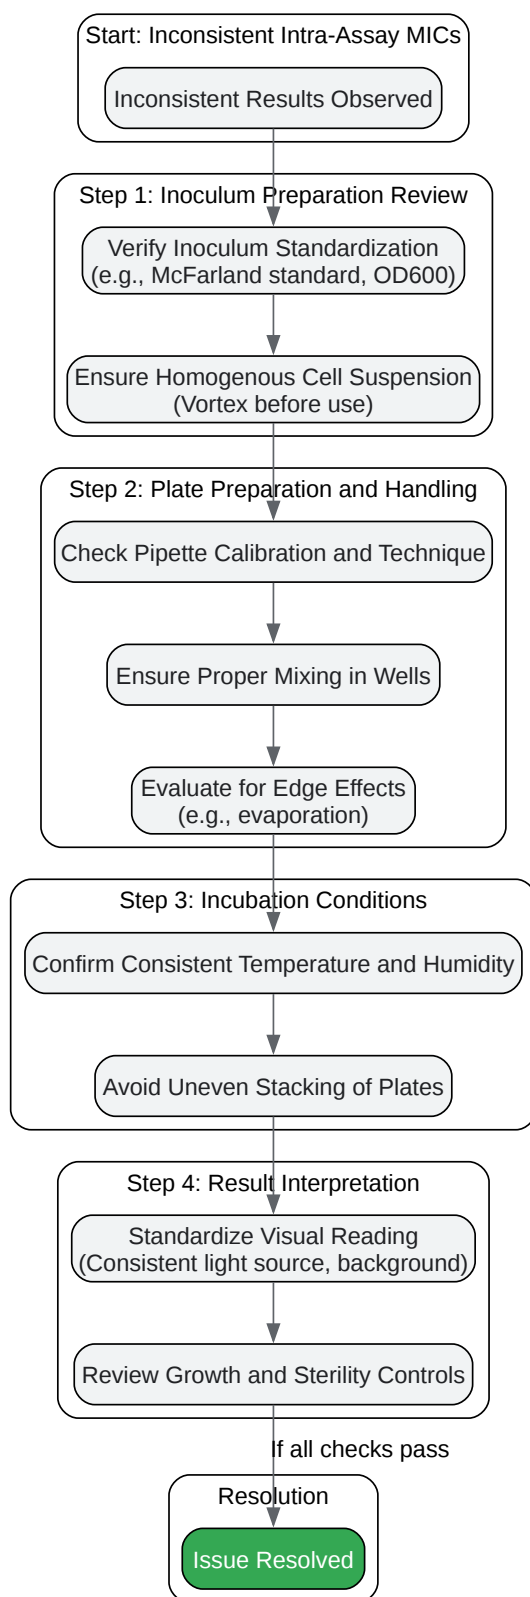 Start: Inconsistent Intra-Assay MICs
Inconsistent Results Observed
Step 1: Inoculum Preparation Review
Verify Inoculum Standardization
(e.g., McFarland standard, OD600)
Ensure Homogenous Cell Suspension
(Vortex before use)
Step 2: Plate Preparation and Handling
Check Pipette Calibration and Technique
Ensure Proper Mixing in Wells
Evaluate for Edge Effects
(e.g., evaporation)
Step 3: Incubation Conditions
Confirm Consistent Temperature and Humidity
Avoid Uneven Stacking of Plates
Step 4: Result Interpretation
Standardize Visual Reading
(Consistent light source, background)
Review Growth and Sterility Controls
If all checks pass
Resolution
Issue Resolved